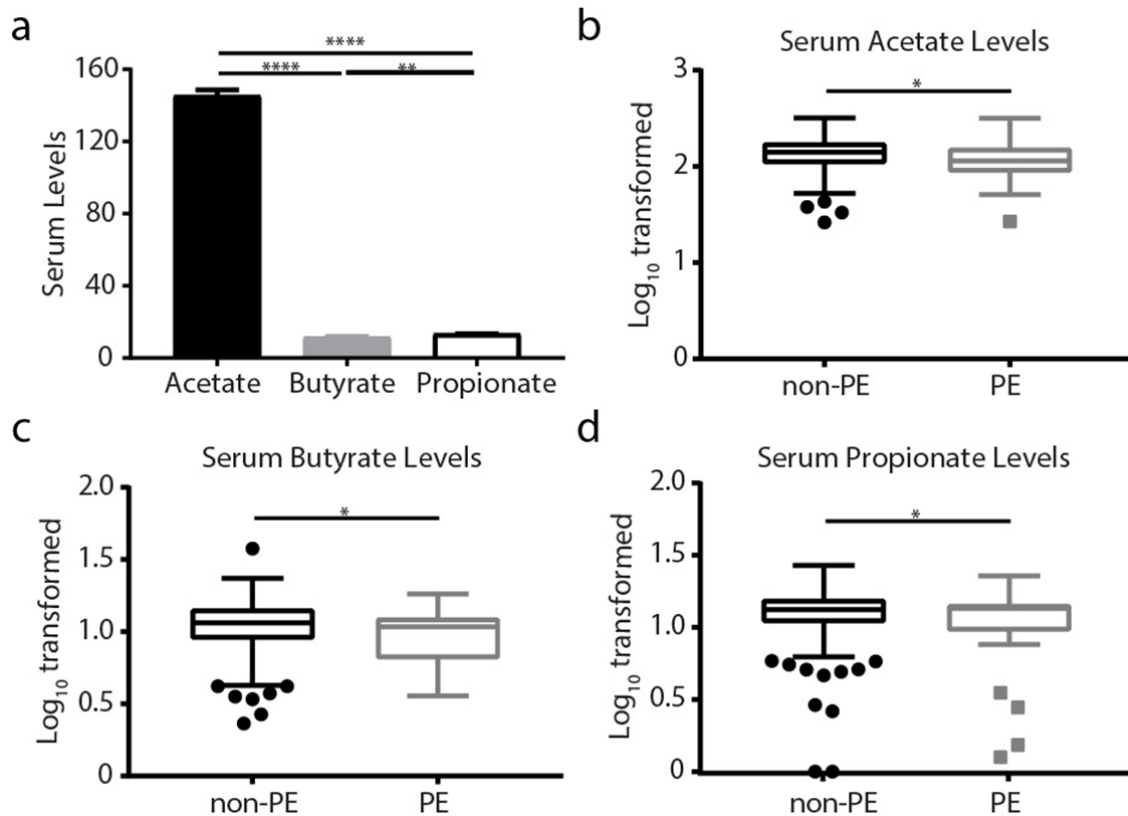 a
****
****
**
160
120
80
40
0
Serum Levels
Acetate Butyrate Propionate
b
Serum Acetate Levels
*
3
2
1
0
Log10 transformed
non-PE PE
c
Serum Butyrate Levels
*
2.0
1.5
1.0
0.5
0
Log10 transformed
non-PE PE
d
Serum Propionate Levels
*
2.0
1.5
1.0
0.5
0
Log10 transformed
non-PE PE